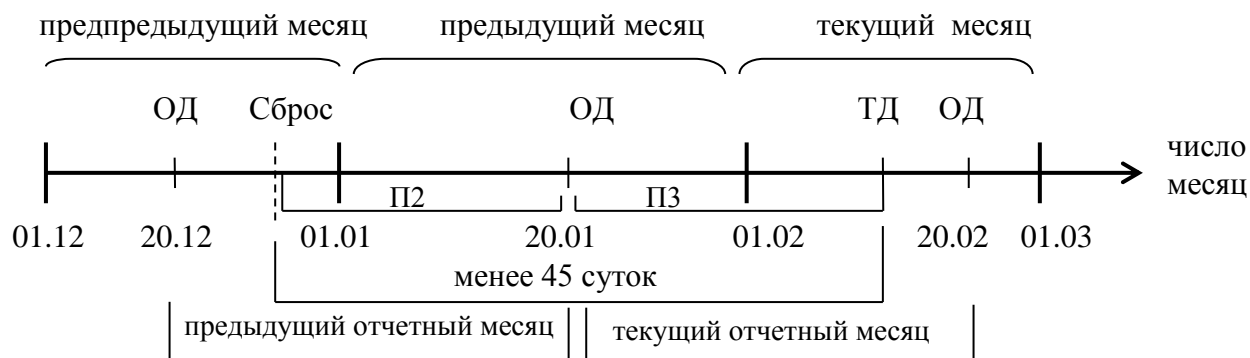 предпредыдущий месяц предыдущий месяц текущий месяц
ОД Сброс ОД ТД ОД
число
месяц
П2 П3
01.12 20.12 01.01 20.01 01.02 20.02 01.03
менее 45 суток
предыдущий отчетный месяц текущий отчетный месяц